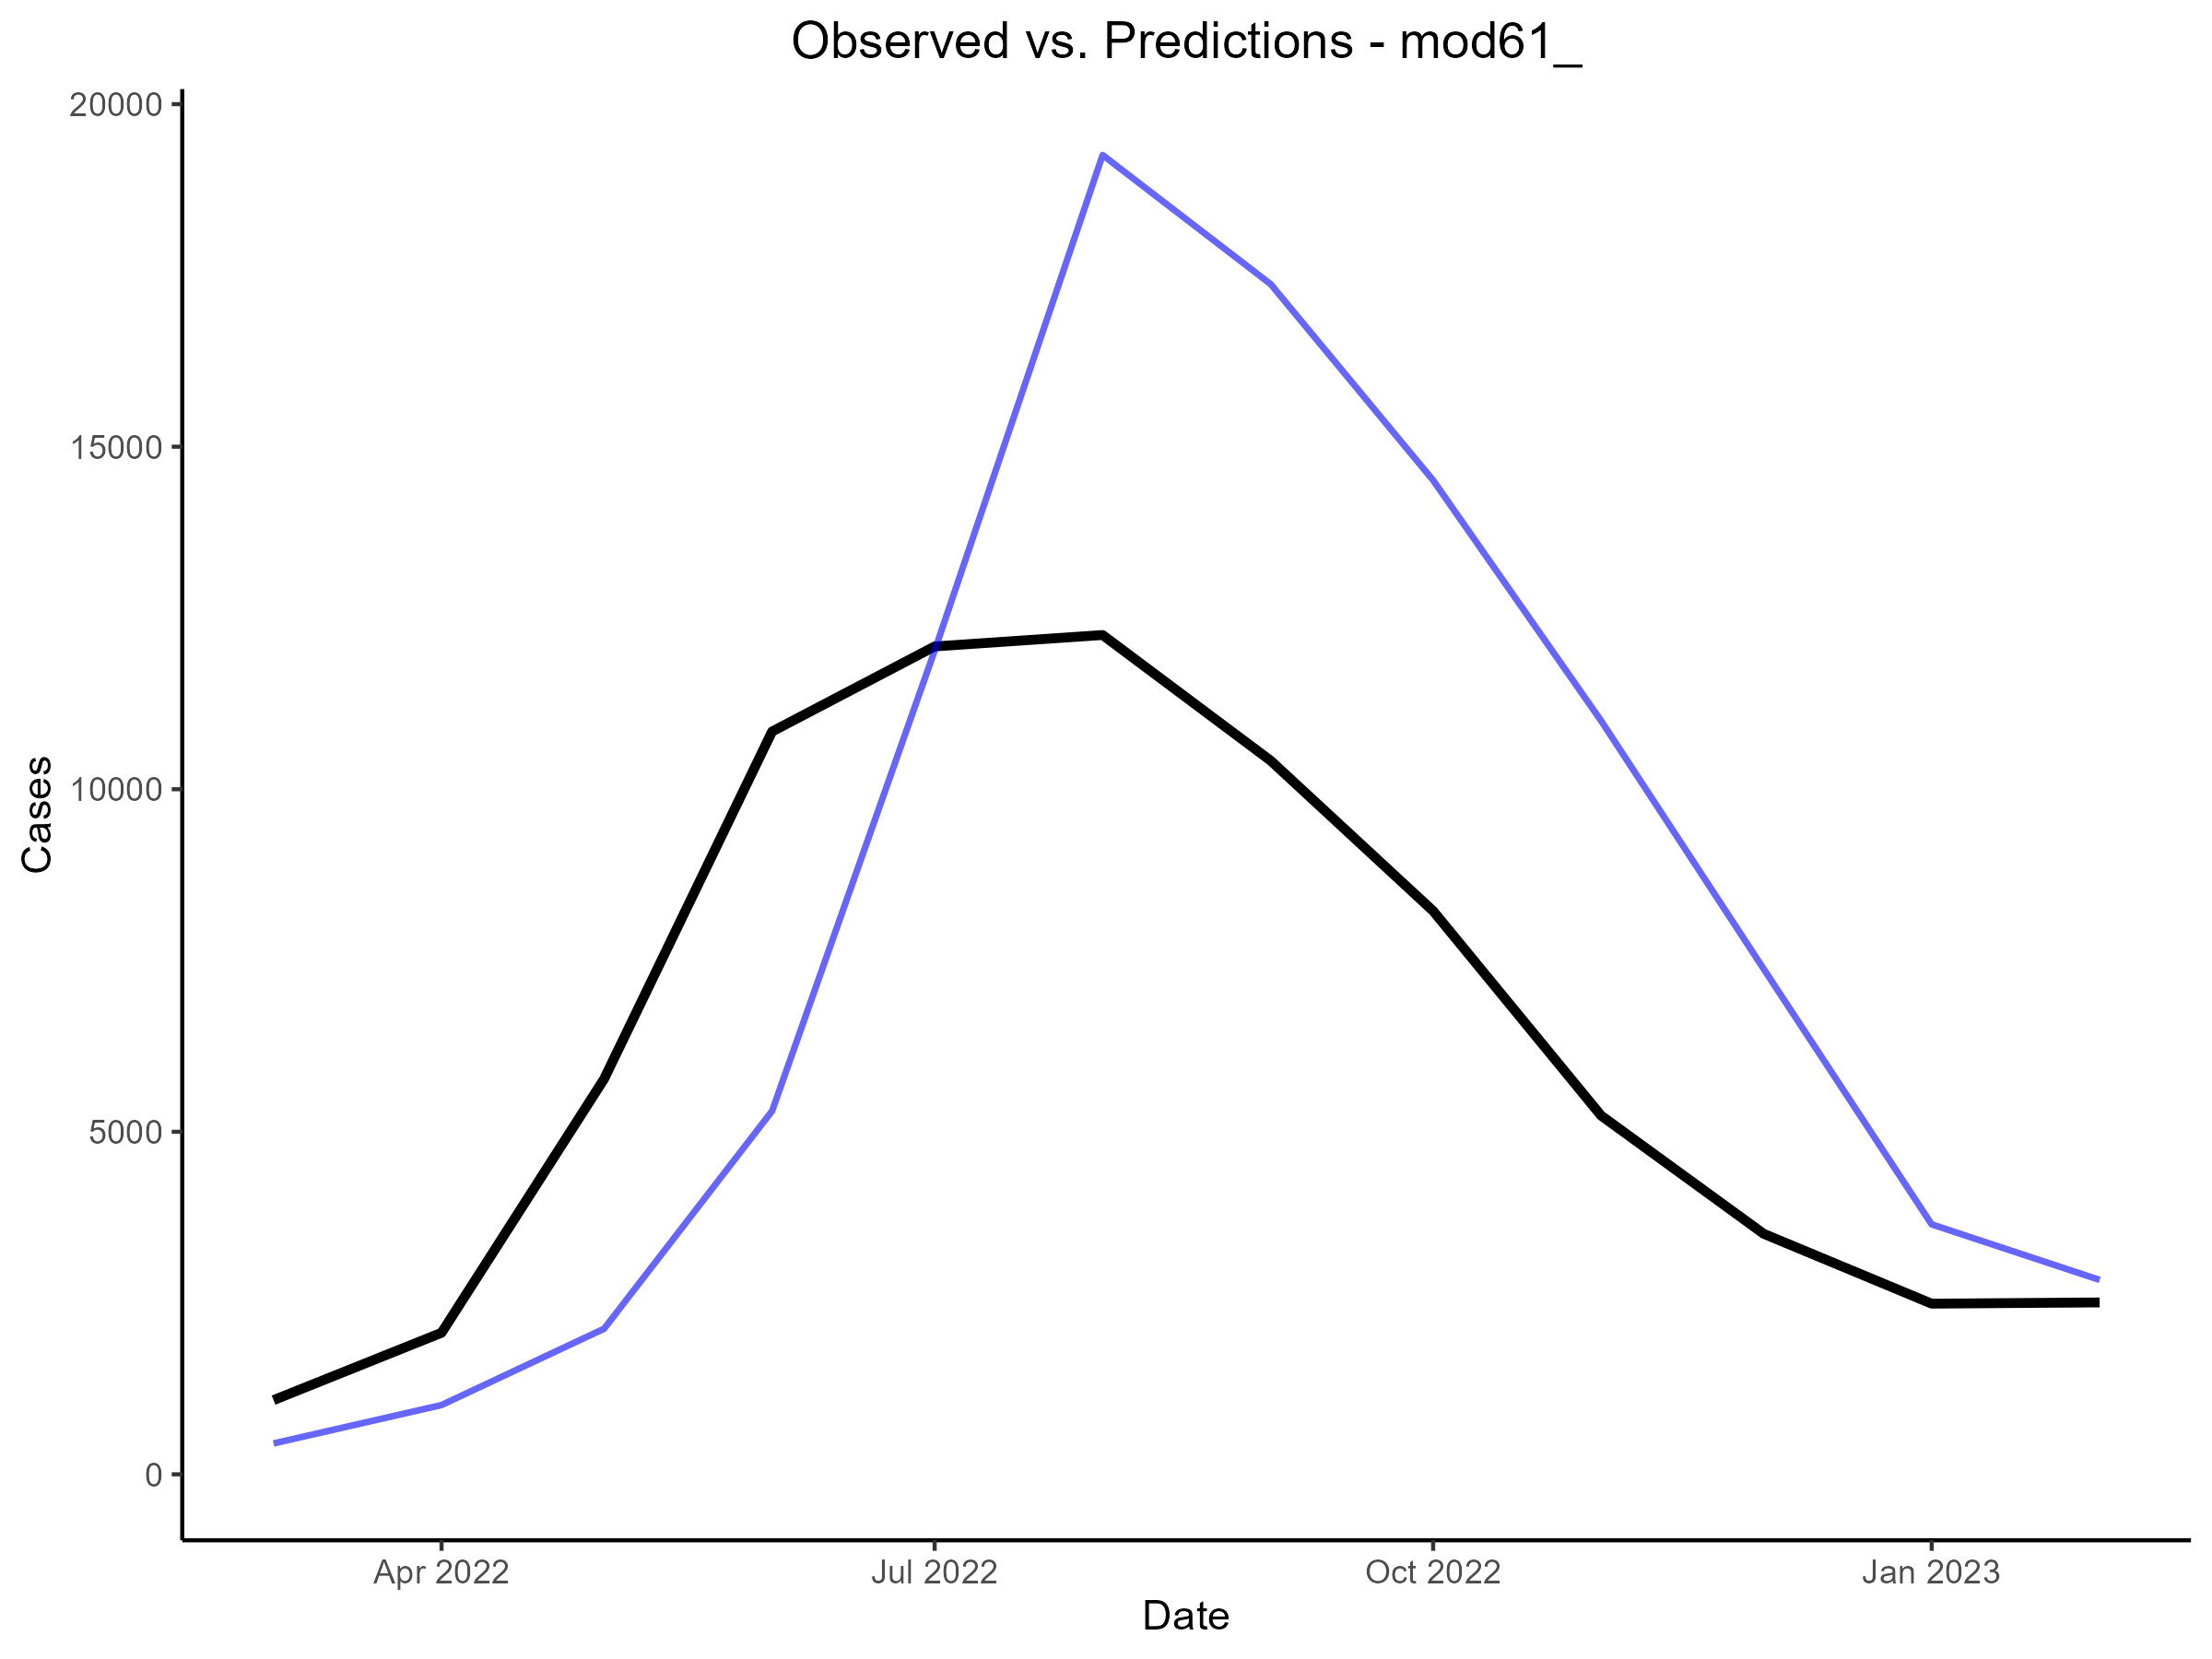 Observed vs. Predictions - mod61_
20000
15000
10000
5000
0
Cases
Apr 2022
Jul 2022
Oct 2022
Jan 2023
Date